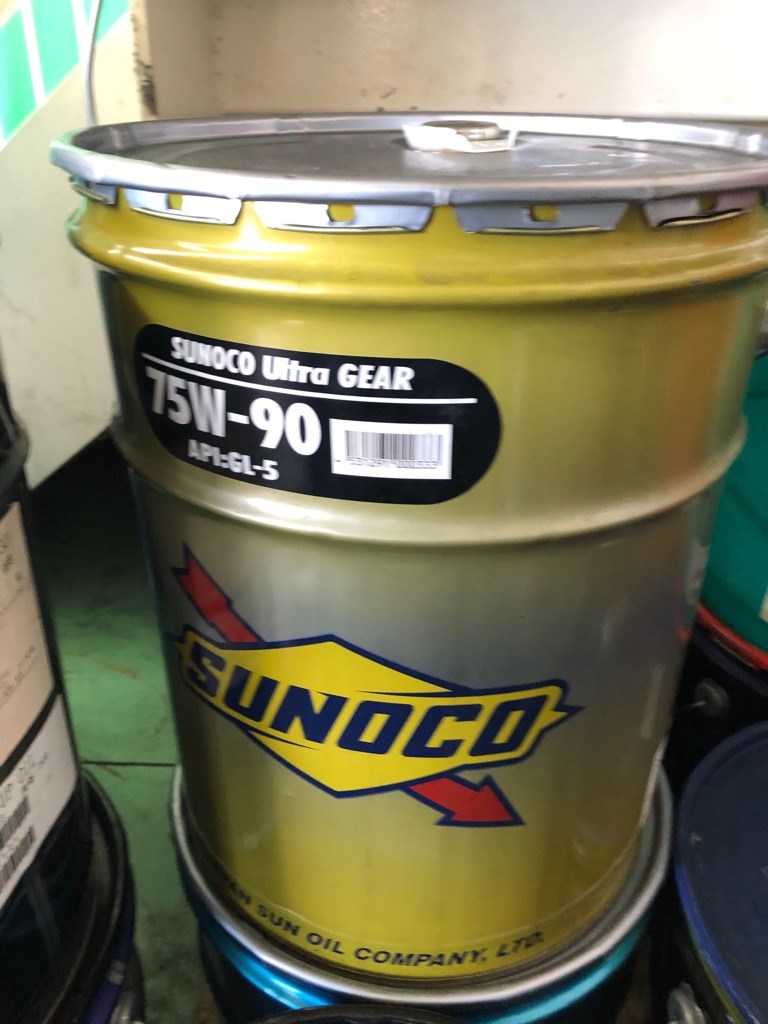 SUNOCO Ultra GEAR
75W-90
API:GL-5
SUNOCO
SUN OIL COMPANY, LTD.